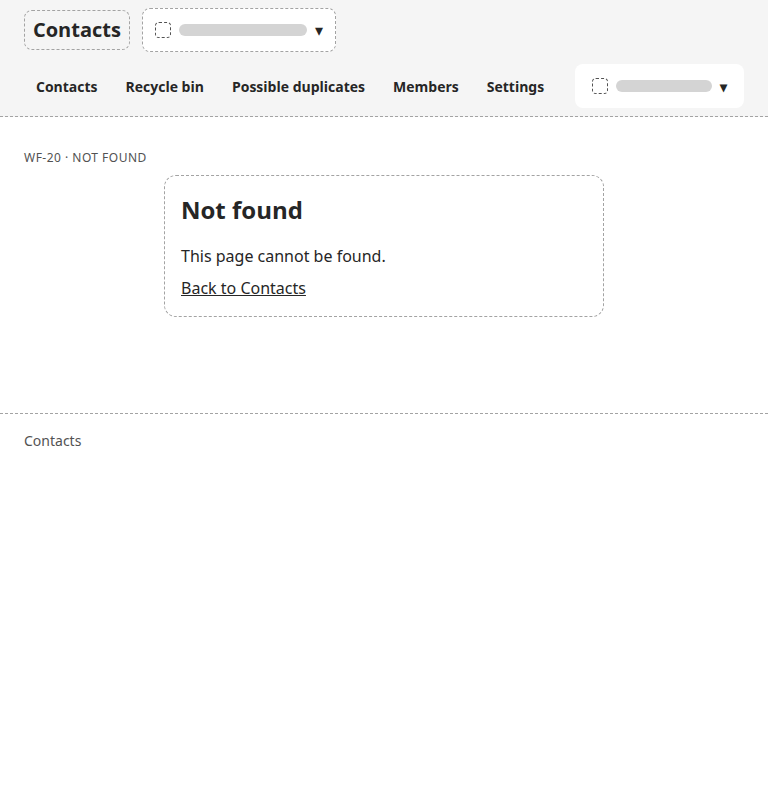 Contacts ▼
Contacts Recycle bin Possible duplicates Members Settings ▼
WF-20 · NOT FOUND
Not found
This page cannot be found.
Back to Contacts
Contacts